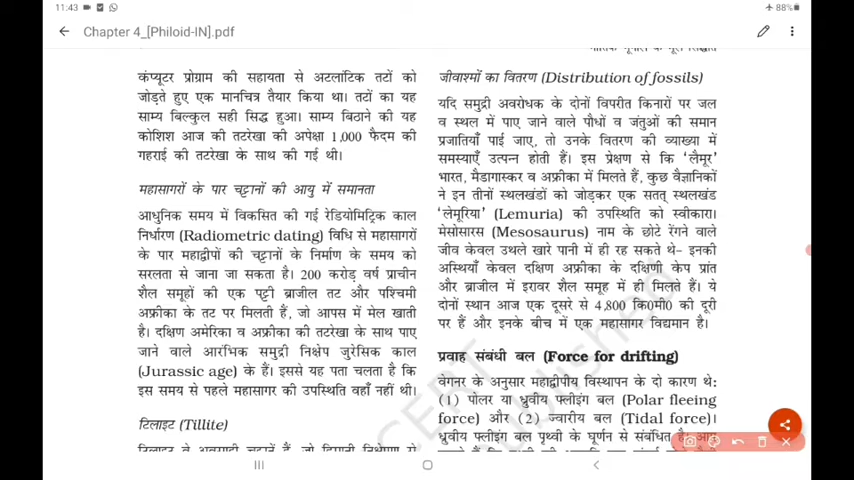 11:43
88%
Chapter 4_[Philoid-IN].pdf
कंप्यूटर प्रोग्राम की सहायता से अटलांटिक तटों को
जोड़ते हुए एक मानचित्र तैयार किया था। तटों का यह
साम्य बिल्कुल सही सिद्ध हुआ। साम्य बिठाने की यह
कोशिश आज की तटरेखा की अपेक्षा 1,000 फैदम की
गहराई की तटरेखा के साथ की गई थी।
महासागरों के पार चट्टानों की आयु में समानता
आधुनिक समय में विकसित की गई रेडियोमिट्रिक काल
निर्धारण (Radiometric dating) विधि से महासागरों
के पार महाद्वीपों की चट्टानों के निर्माण के समय को
सरलता से जाना जा सकता है। 200 करोड़ वर्ष प्राचीन
शैल समूहों की एक पट्टी ब्राजील तट और पश्चिमी
अफ्रीका के तट पर मिलती हैं, जो आपस में मेल खाती
है। दक्षिण अमेरिका व अफ्रीका की तटरेखा के साथ पाए
जाने वाले आरंभिक समुद्री निक्षेप जुरेसिक काल
(Jurassic age) के हैं। इससे यह पता चलता है कि
इस समय से पहले महासागर की उपस्थिति वहाँ नहीं थी।
टिलाइट (Tillite)
टिलाइट वे अवसादी चट्टानें हैं, जो हिमानी निक्षेपण से
भौतिक भूगोल के मूल सिद्धांत
जीवाश्मों का वितरण (Distribution of fossils)
यदि समुद्री अवरोधक के दोनों विपरीत किनारों पर जल
व स्थल में पाए जाने वाले पौधों व जंतुओं की समान
प्रजातियाँ पाई जाए, तो उनके वितरण की व्याख्या में
समस्याएँ उत्पन्न होती हैं। इस प्रेक्षण से कि 'लैमूर'
भारत, मैडागास्कर व अफ्रीका में मिलते हैं, कुछ वैज्ञानिकों
ने इन तीनों स्थलखंडों को जोड़कर एक सतत् स्थलखंड
'लेमूरिया' (Lemuria) की उपस्थिति को स्वीकारा।
मेसोसारस (Mesosaurus) नाम के छोटे रेंगने वाले
जीव केवल उथले खारे पानी में ही रह सकते थे- इनकी
अस्थियाँ केवल दक्षिण अफ्रीका के दक्षिणी केप प्रांत
और ब्राजील में इरावर शैल समूह में ही मिलते हैं। ये
दोनों स्थान आज एक दूसरे से 4,800 कि0मी0 की दूरी
पर हैं और इनके बीच में एक महासागर विद्यमान है।
प्रवाह संबंधी बल (Force for drifting)
वेगनर के अनुसार महाद्वीपीय विस्थापन के दो कारण थे:
(1) पोलर या ध्रुवीय फ्लीइंग बल (Polar fleeing
force) और (2) ज्वारीय बल (Tidal force)।
ध्रुवीय फ्लीइंग बल पृथ्वी के घूर्णन से संबंधित है।